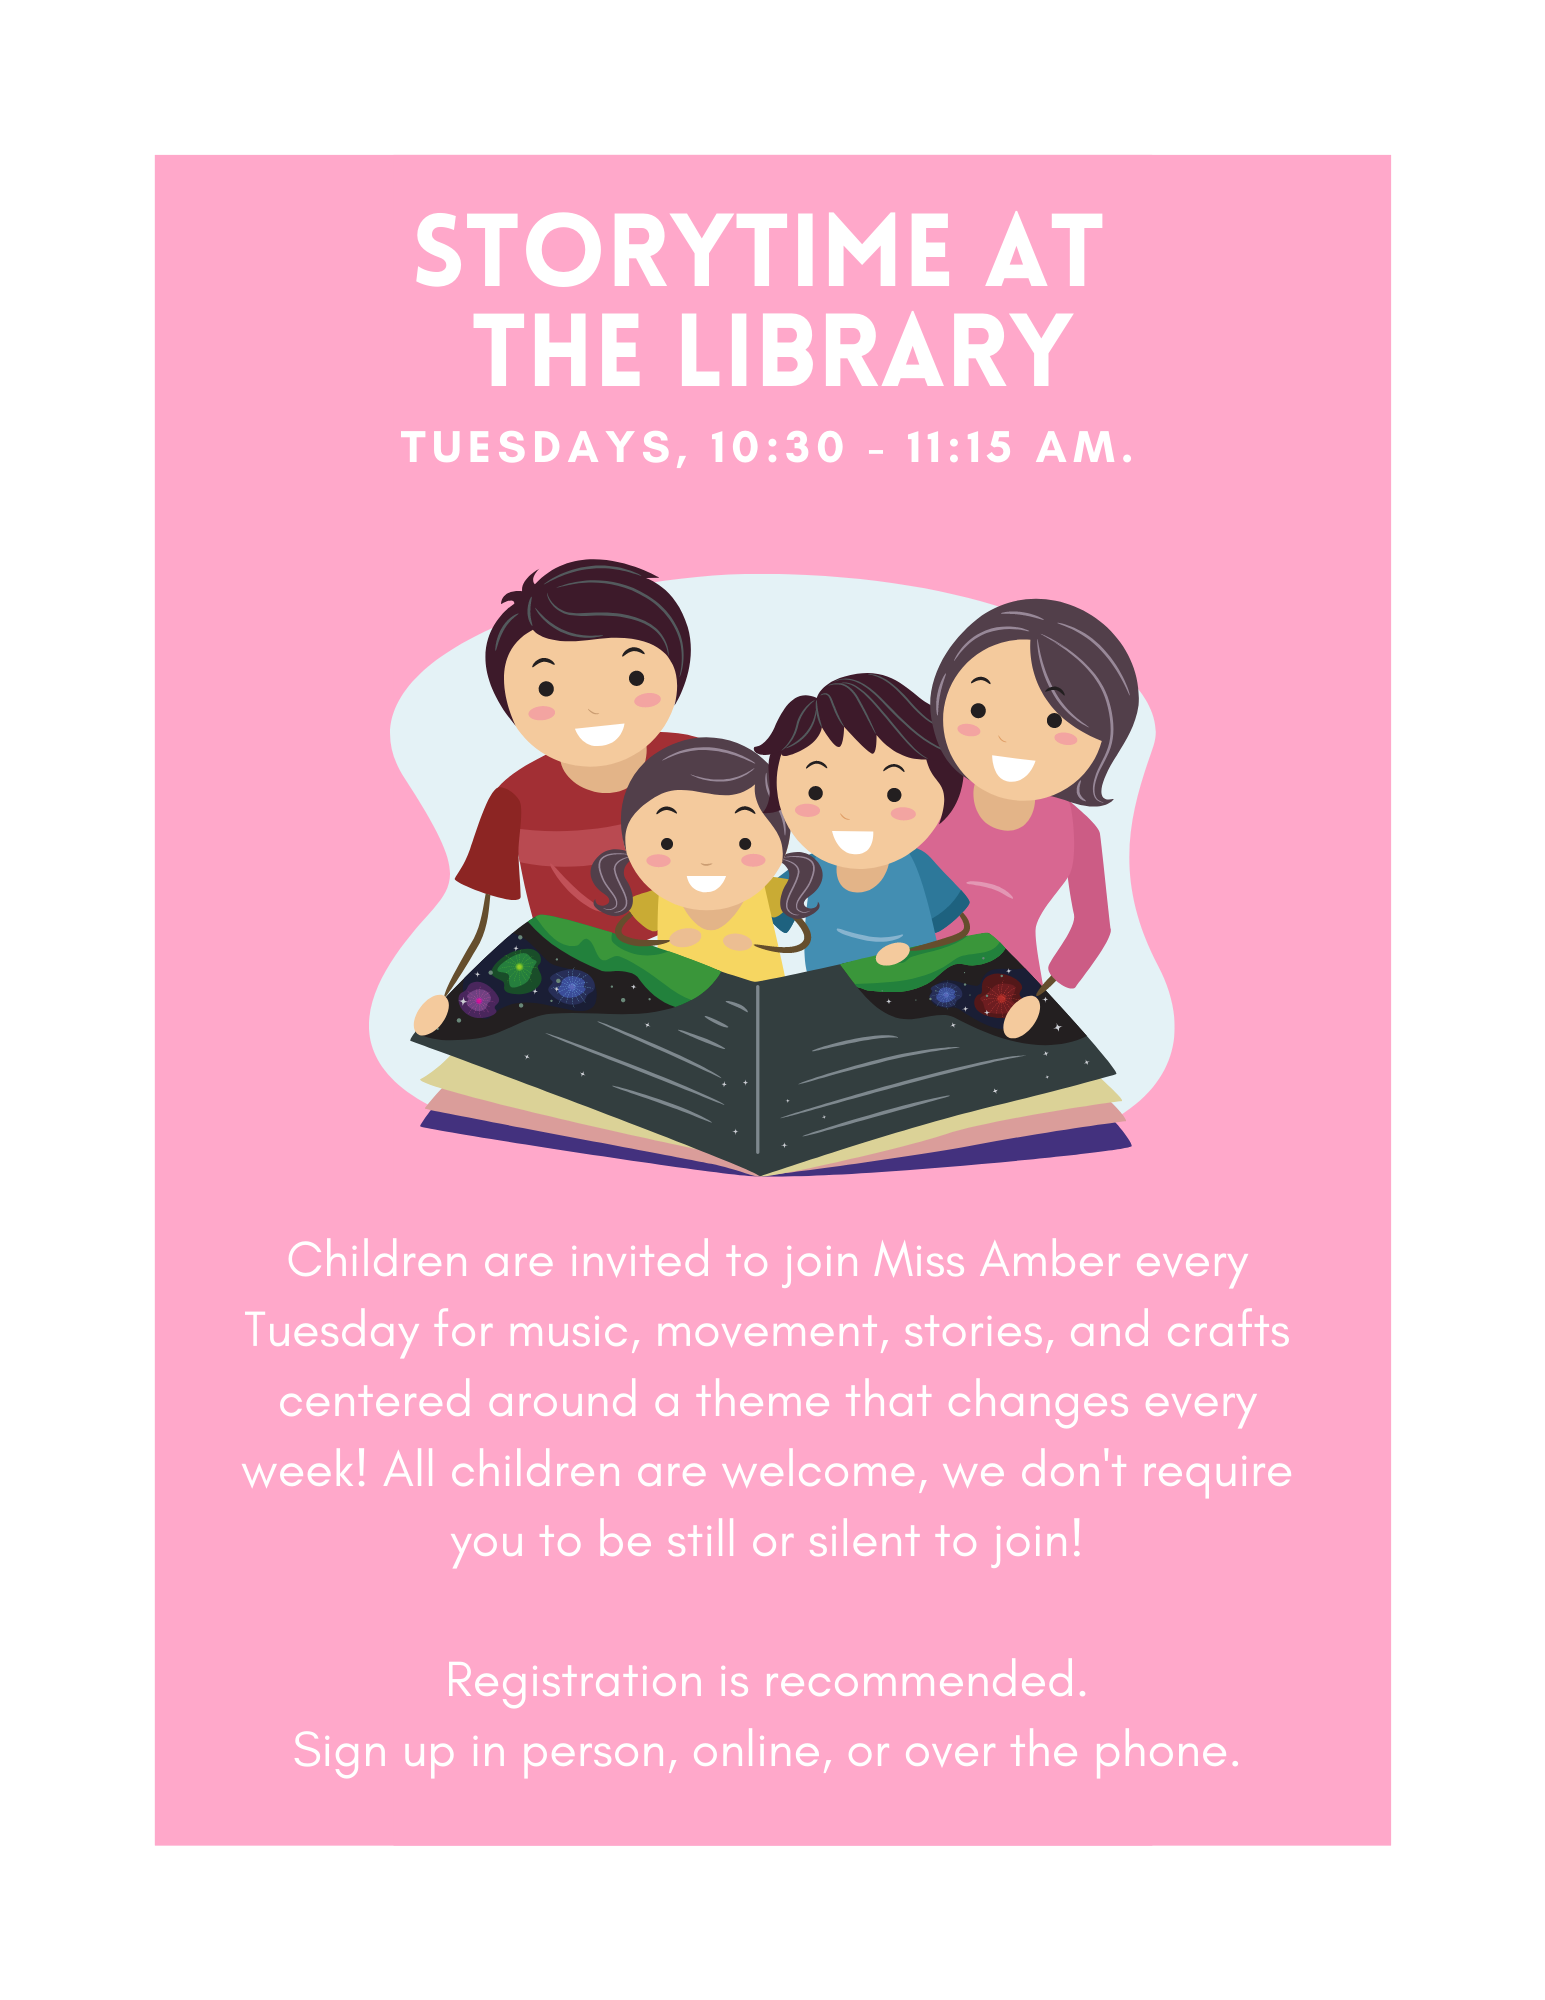 STORYTIME AT
THE LIBRARY
TUESDAYS, 10:30 - 11:15 AM.
Children are invited to join Miss Amber every
Tuesday for music, movement, stories, and crafts
centered around a theme that changes every
week! All children are welcome, we don't require
you to be still or silent to join!
Registration is recommended.
Sign up in person, online, or over the phone.